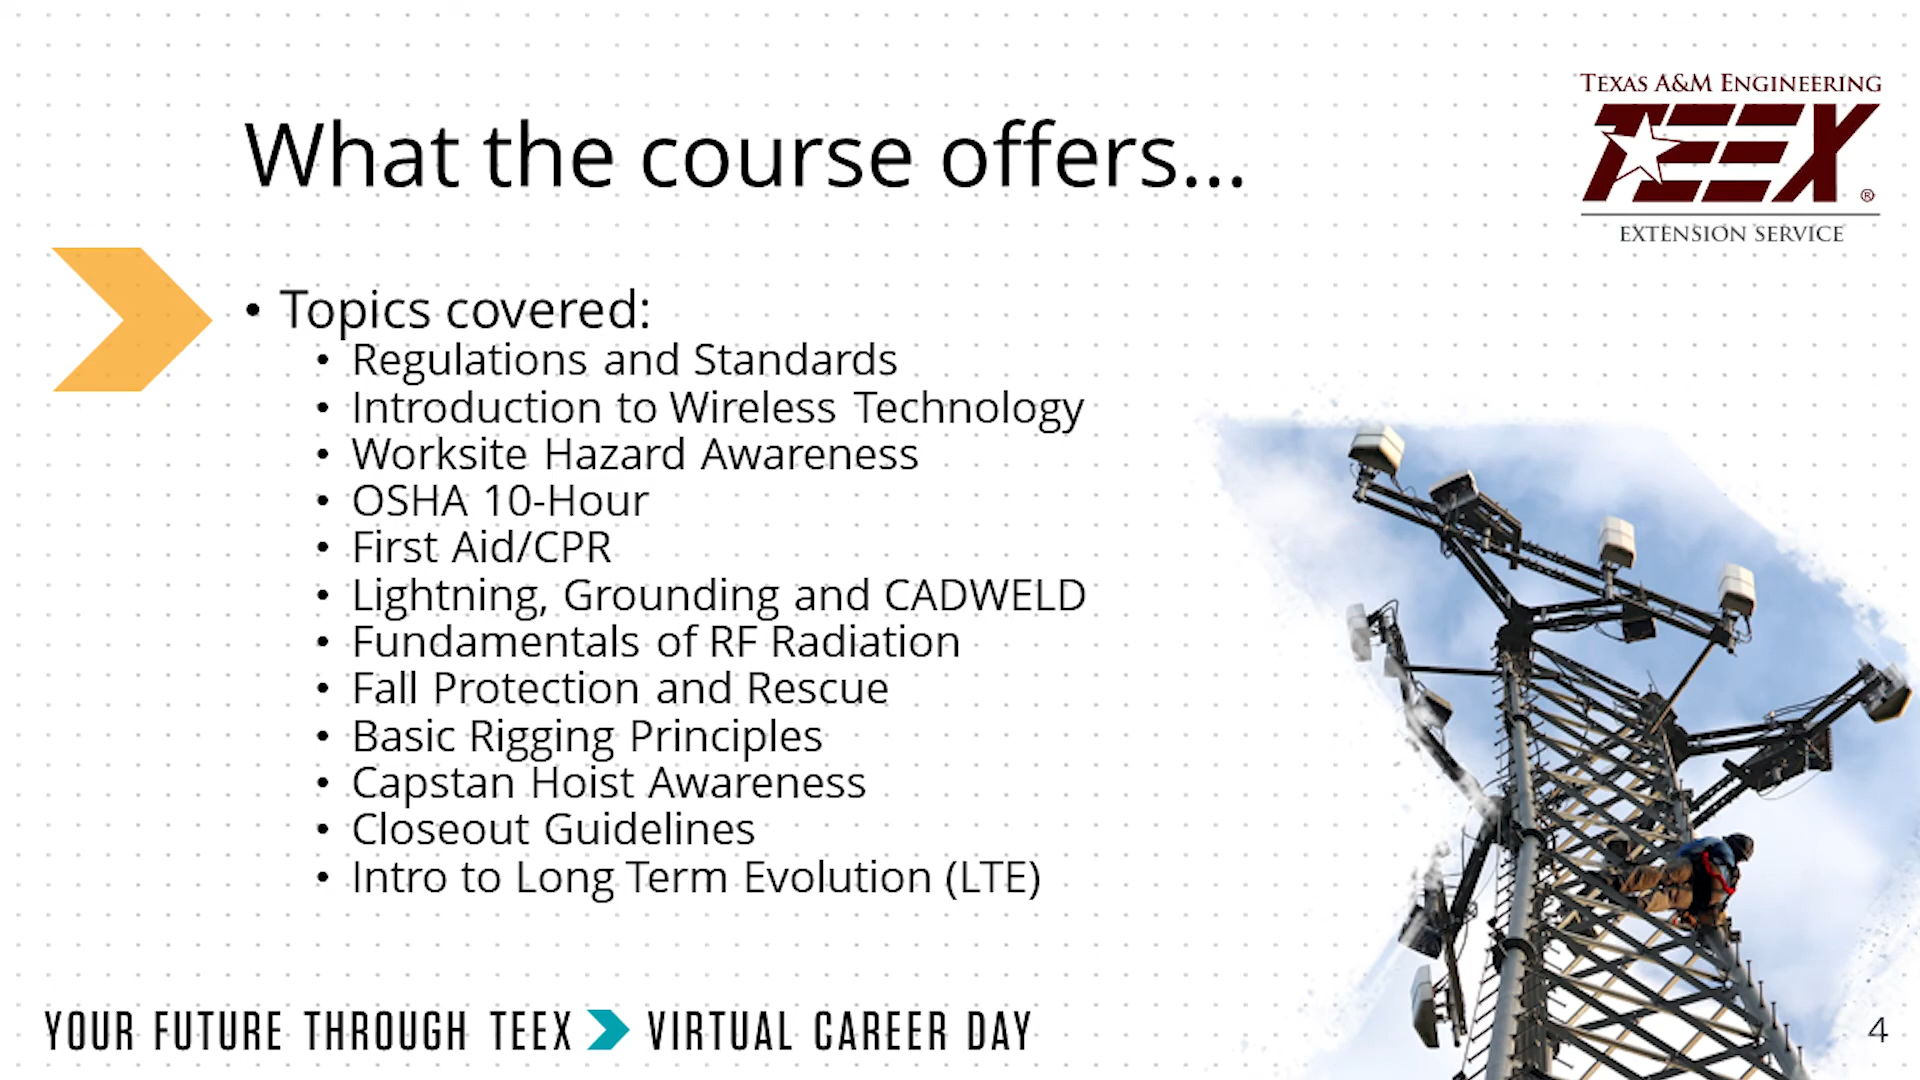 TEXAS A&M ENGINEERING
TEEX®
EXTENSION SERVICE
What the course offers...
• Topics covered:
• Regulations and Standards
• Introduction to Wireless Technology
• Worksite Hazard Awareness
• OSHA 10-Hour
• First Aid/CPR
• Lightning, Grounding and CADWELD
• Fundamentals of RF Radiation
• Fall Protection and Rescue
• Basic Rigging Principles
• Capstan Hoist Awareness
• Closeout Guidelines
• Intro to Long Term Evolution (LTE)
YOUR FUTURE THROUGH TEEX VIRTUAL CAREER DAY
4